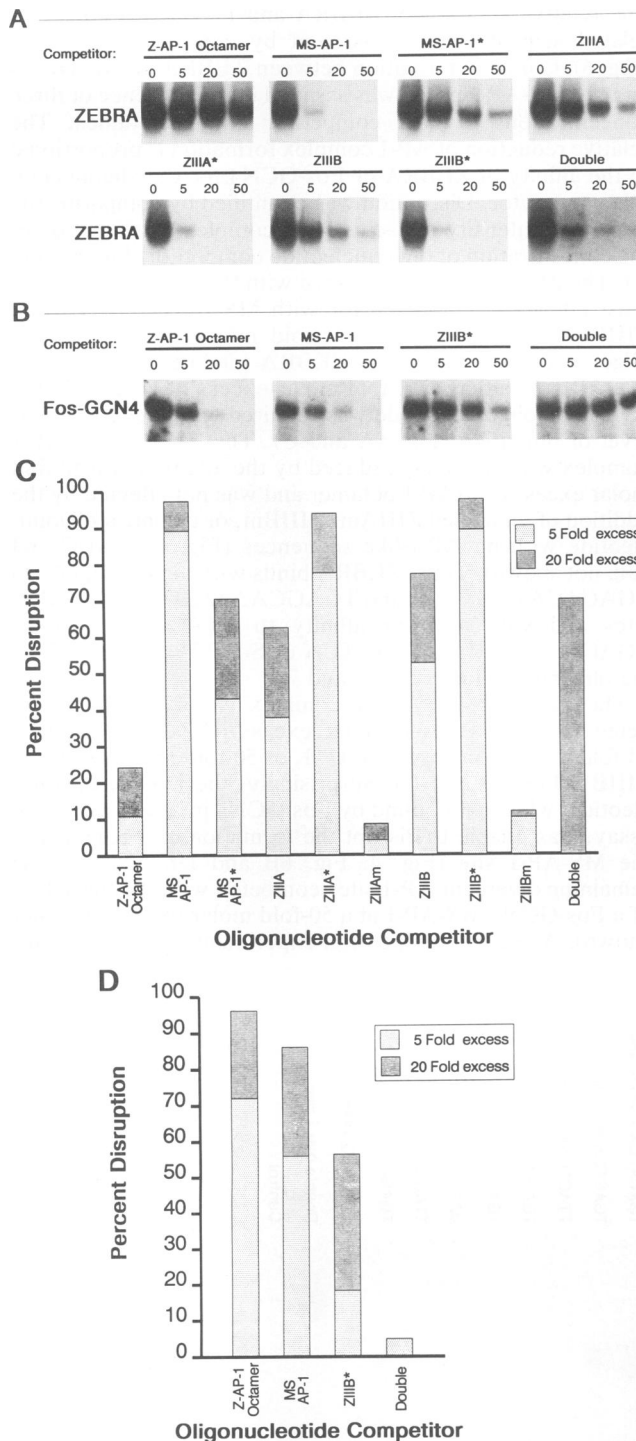 A
Competitor: Z-AP-1 Octamer MS-AP-1 MS-AP-1* ZIIIA
0 5 20 50 0 5 20 50 0 5 20 50 0 5 20 50
ZEBRA
ZIIIA* ZIIIB ZIIIB* Double
0 5 20 50 0 5 20 50 0 5 20 50 0 5 20 50
ZEBRA
B
Competitor: Z-AP-1 Octamer MS-AP-1 ZIIIB* Double
0 5 20 50 0 5 20 50 0 5 20 50 0 5 20 50
Fos-GCN4
C
100
90
80
70
60
50
40
30
20
10
0
Percent Disruption
5 Fold excess
20 Fold excess
Z-AP-1 Octamer
MS AP-1
MS AP-1*
ZIIIA
ZIIIA*
ZIIIAm
ZIIIB
ZIIIB*
ZIIIBm
Double
Oligonucleotide Competitor
D
100
90
80
70
60
50
40
30
20
10
0
Percent Disruption
5 Fold excess
20 Fold excess
Z-AP-1 Octamer
MS AP-1
ZIIIB*
Double
Oligonucleotide Competitor